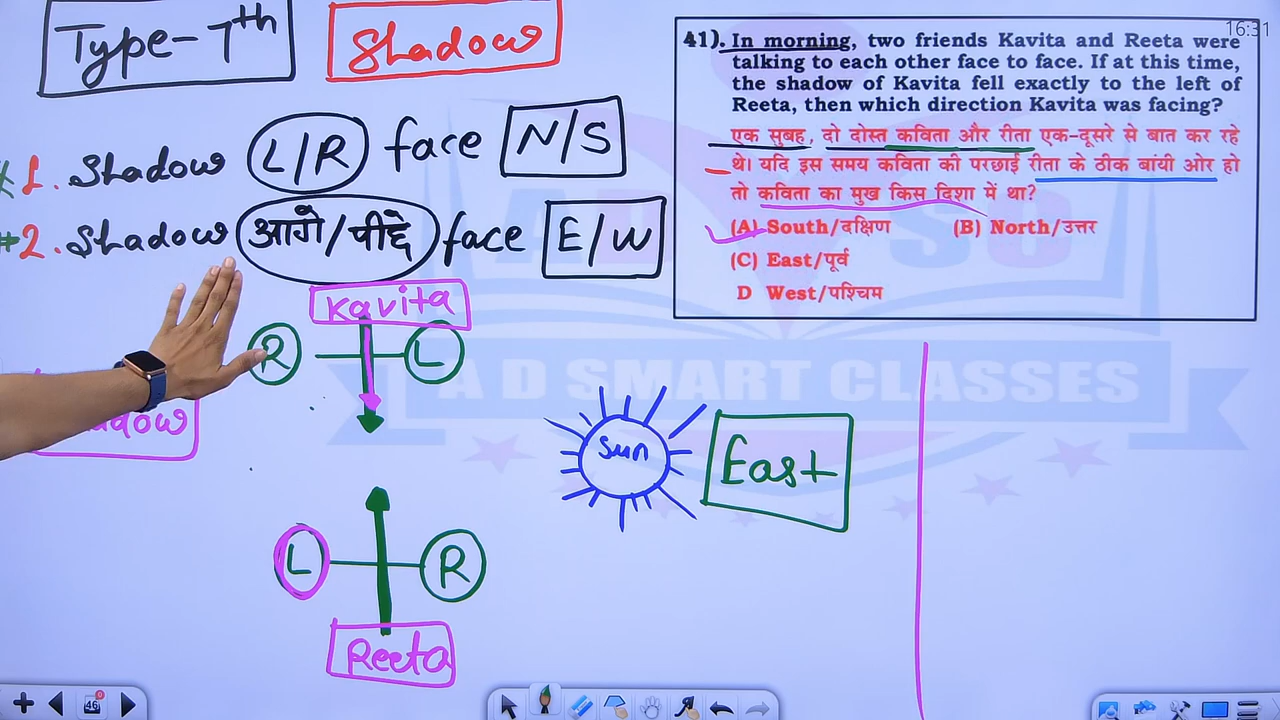 Type-7th
Shadow
16:31
41). In morning, two friends Kavita and Reeta were
talking to each other face to face. If at this time,
the shadow of Kavita fell exactly to the left of
Reeta, then which direction Kavita was facing?
एक सुबह, दो दोस्त कविता और रीता एक-दूसरे से बात कर रहे
थे। यदि इस समय कविता की परछाई रीता के ठीक बांयी ओर हो
तो कविता का मुख किस दिशा में था?
(A) South/दक्षिण (B) North/उत्तर
(C) East/पूर्व
D West/पश्चिम
1. Shadow L/R face N/S
2. Shadow आगे/पीछे face E/W
Kavita
R L
A D SMART CLASSES
Sun
East
L R
Reeta
46